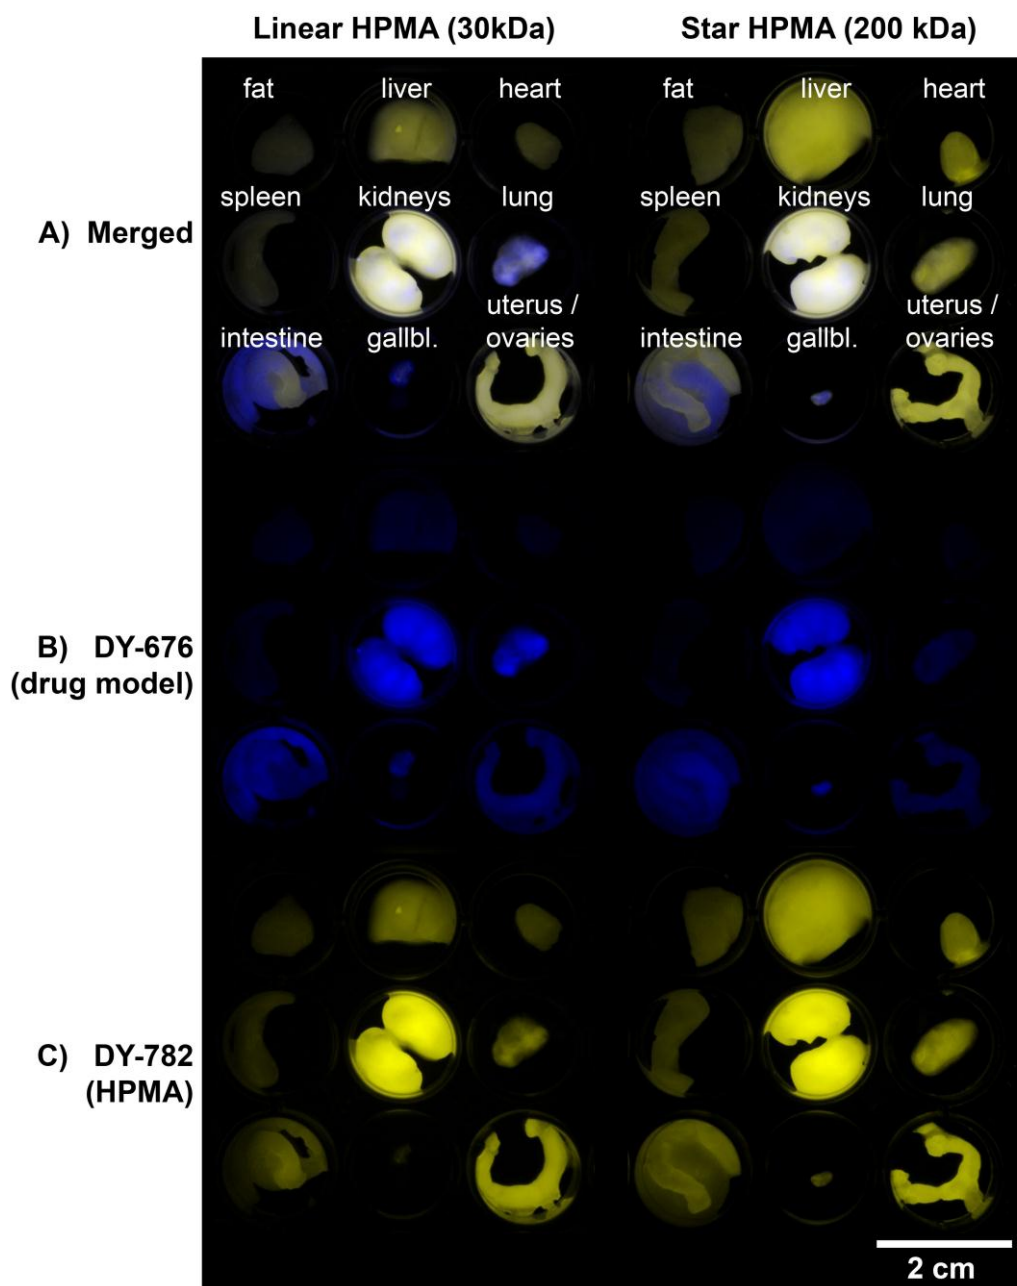 Linear HPMA (30kDa) Star HPMA (200 kDa)
fat liver heart fat liver heart
spleen kidneys lung spleen kidneys lung
A) Merged
uterus / uterus /
intestine gallbl. ovaries intestine gallbl. ovaries
B) DY-676
(drug model)
C) DY-782
(HPMA)
2 cm